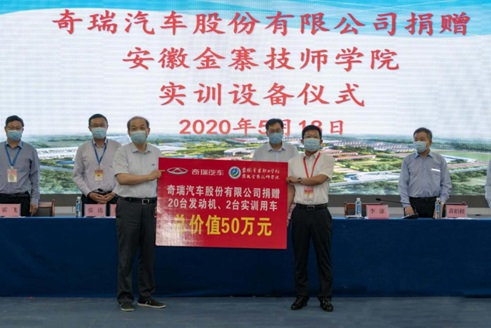 奇瑞汽车股份有限公司捐赠
安徽金寨技师学院
实训设备仪式
2020年5月18日
奇瑞汽车
奇瑞汽车股份有限公司捐赠
20台发动机、2台实训用车
总价值50万元